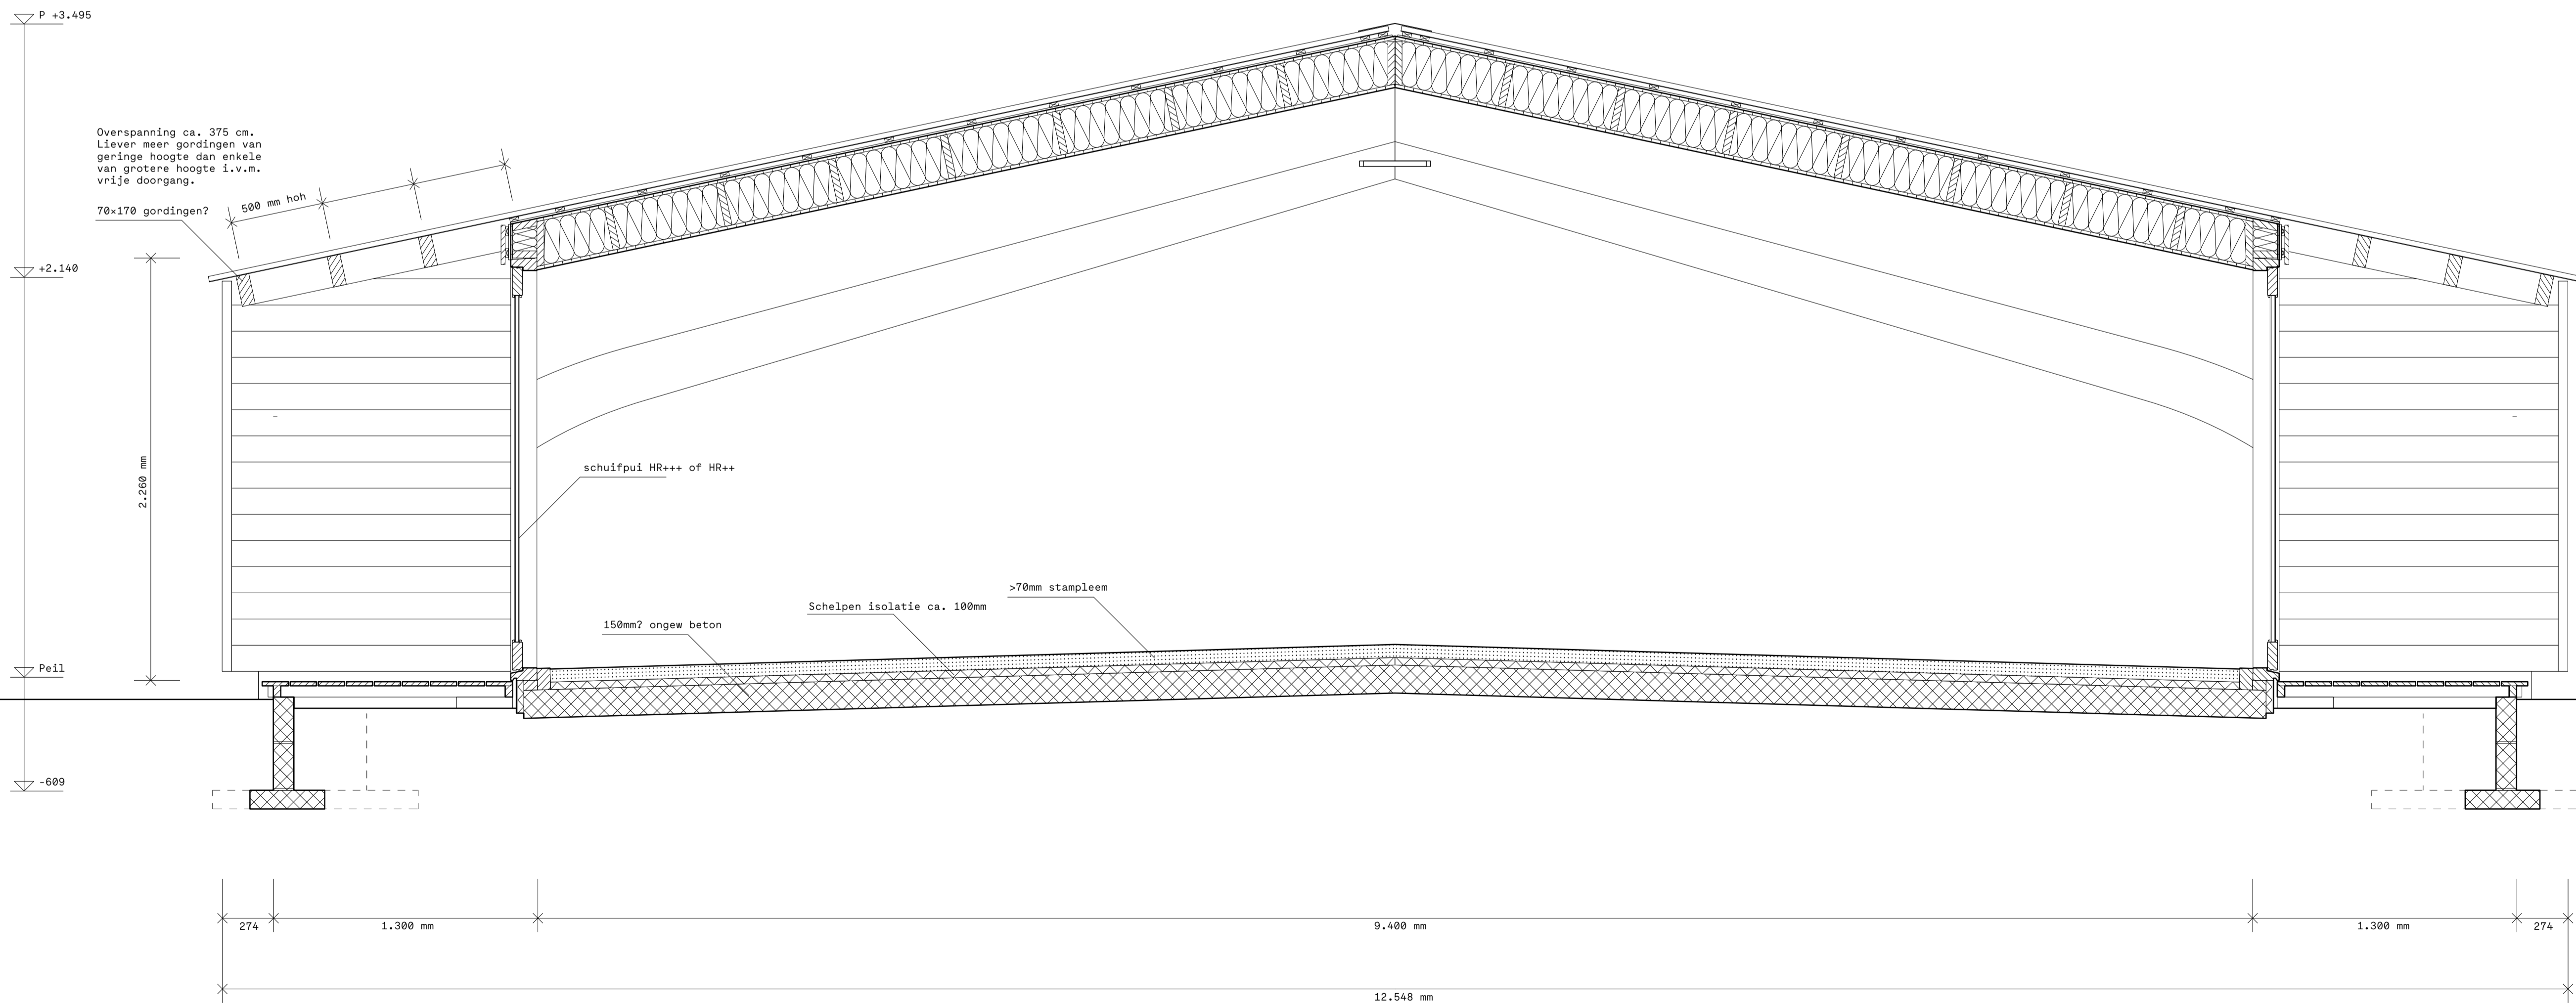 P +3.495
Overspanning ca. 375 cm.
Liever meer gordingen van
geringe hoogte dan enkele
van grotere hoogte i.v.m.
vrije doorgang.
500 mm hoh
70×170 gordingen?
+2.140
2.260 mm
schuifpui HR+++ of HR++
>70mm stampleem
Schelpen isolatie ca. 100mm
150mm? ongew beton
Peil
-609
274
1.300 mm
9.400 mm
1.300 mm
274
12.548 mm